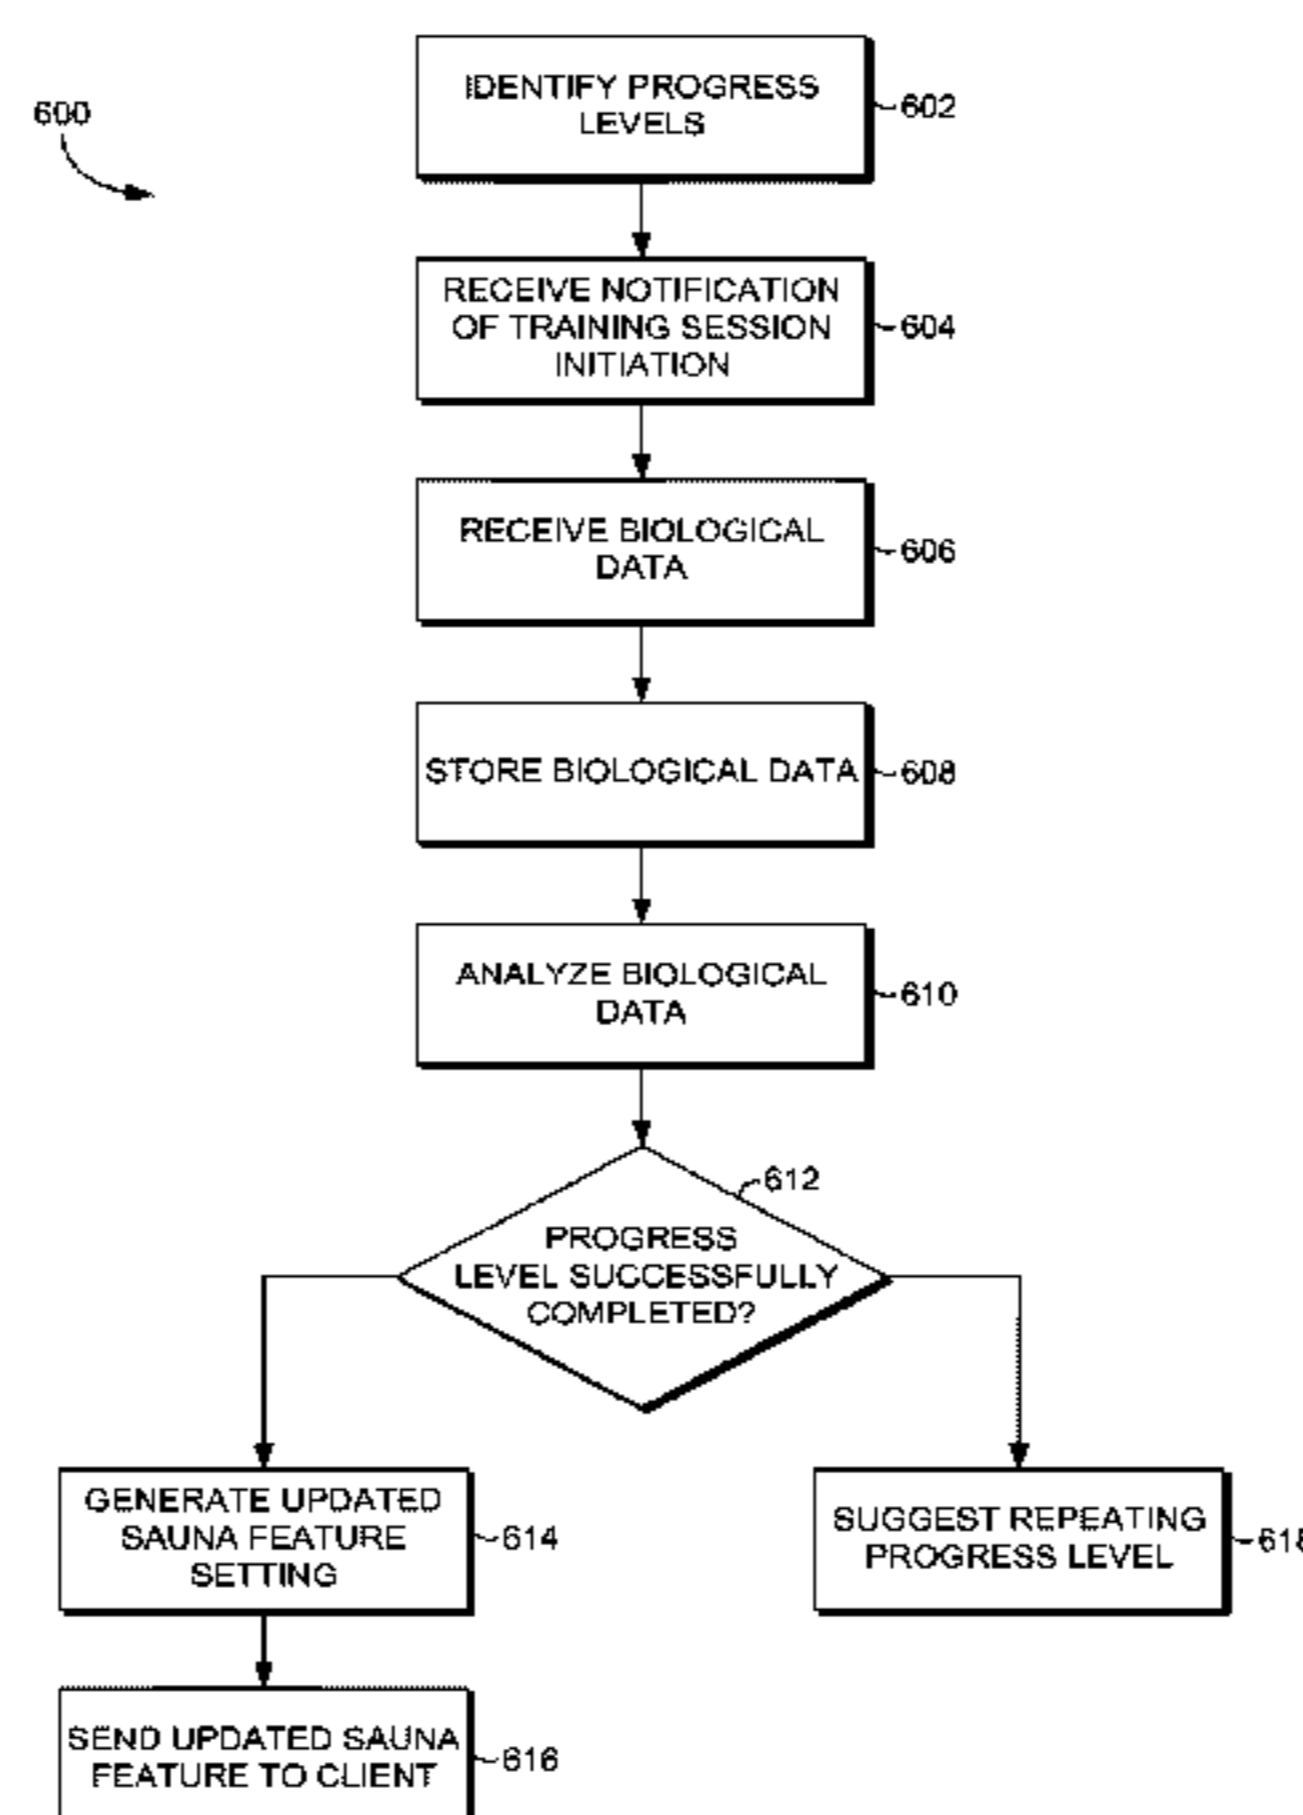 600
IDENTIFY PROGRESS
LEVELS
602
RECEIVE NOTIFICATION
OF TRAINING SESSION
INITIATION
604
RECEIVE BIOLOGICAL
DATA
606
STORE BIOLOGICAL DATA
608
ANALYZE BIOLOGICAL
DATA
610
612
PROGRESS
LEVEL SUCCESSFULLY
COMPLETED?
GENERATE UPDATED
SAUNA FEATURE
SETTING
614
SUGGEST REPEATING
PROGRESS LEVEL
618
SEND UPDATED SAUNA
FEATURE TO CLIENT
616